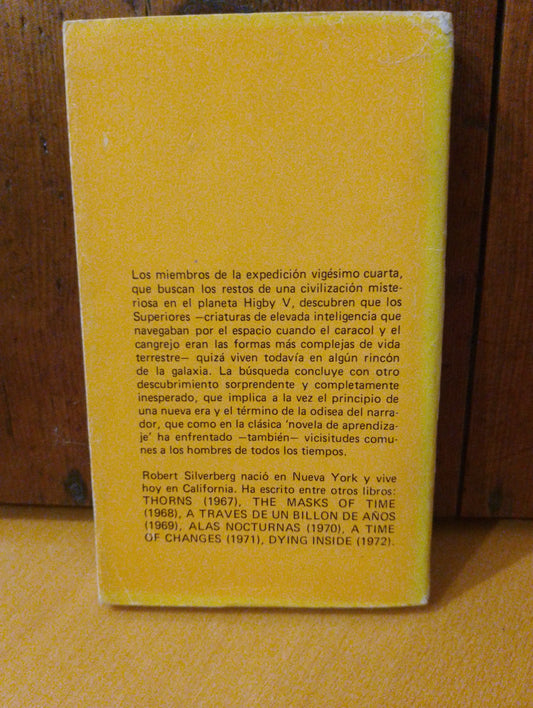 Los miembros de la expedición vigésimo cuarta,
que buscan los restos de una civilización miste-
riosa en el planeta Higby V, descubren que los
Superiores —criaturas de elevada inteligencia que
navegaban por el espacio cuando el caracol y el
cangrejo eran las formas más complejas de vida
terrestre— quizá viven todavía en algún rincón
de la galaxia. La búsqueda concluye con otro
descubrimiento sorprendente y completamente
inesperado, que implica a la vez el principio de
una nueva era y el término de la odisea del narra-
dor, que como en la clásica 'novela de aprendiza-
je' ha enfrentado —también— vicisitudes comu-
nes a los hombres de todos los tiempos.
Robert Silverberg nació en Nueva York y vive
hoy en California. Ha escrito entre otros libros:
THORNS (1967), THE MASKS OF TIME
(1968), A TRAVES DE UN BILLON DE AÑOS
(1969), ALAS NOCTURNAS (1970), A TIME
OF CHANGES (1971), DYING INSIDE (1972).